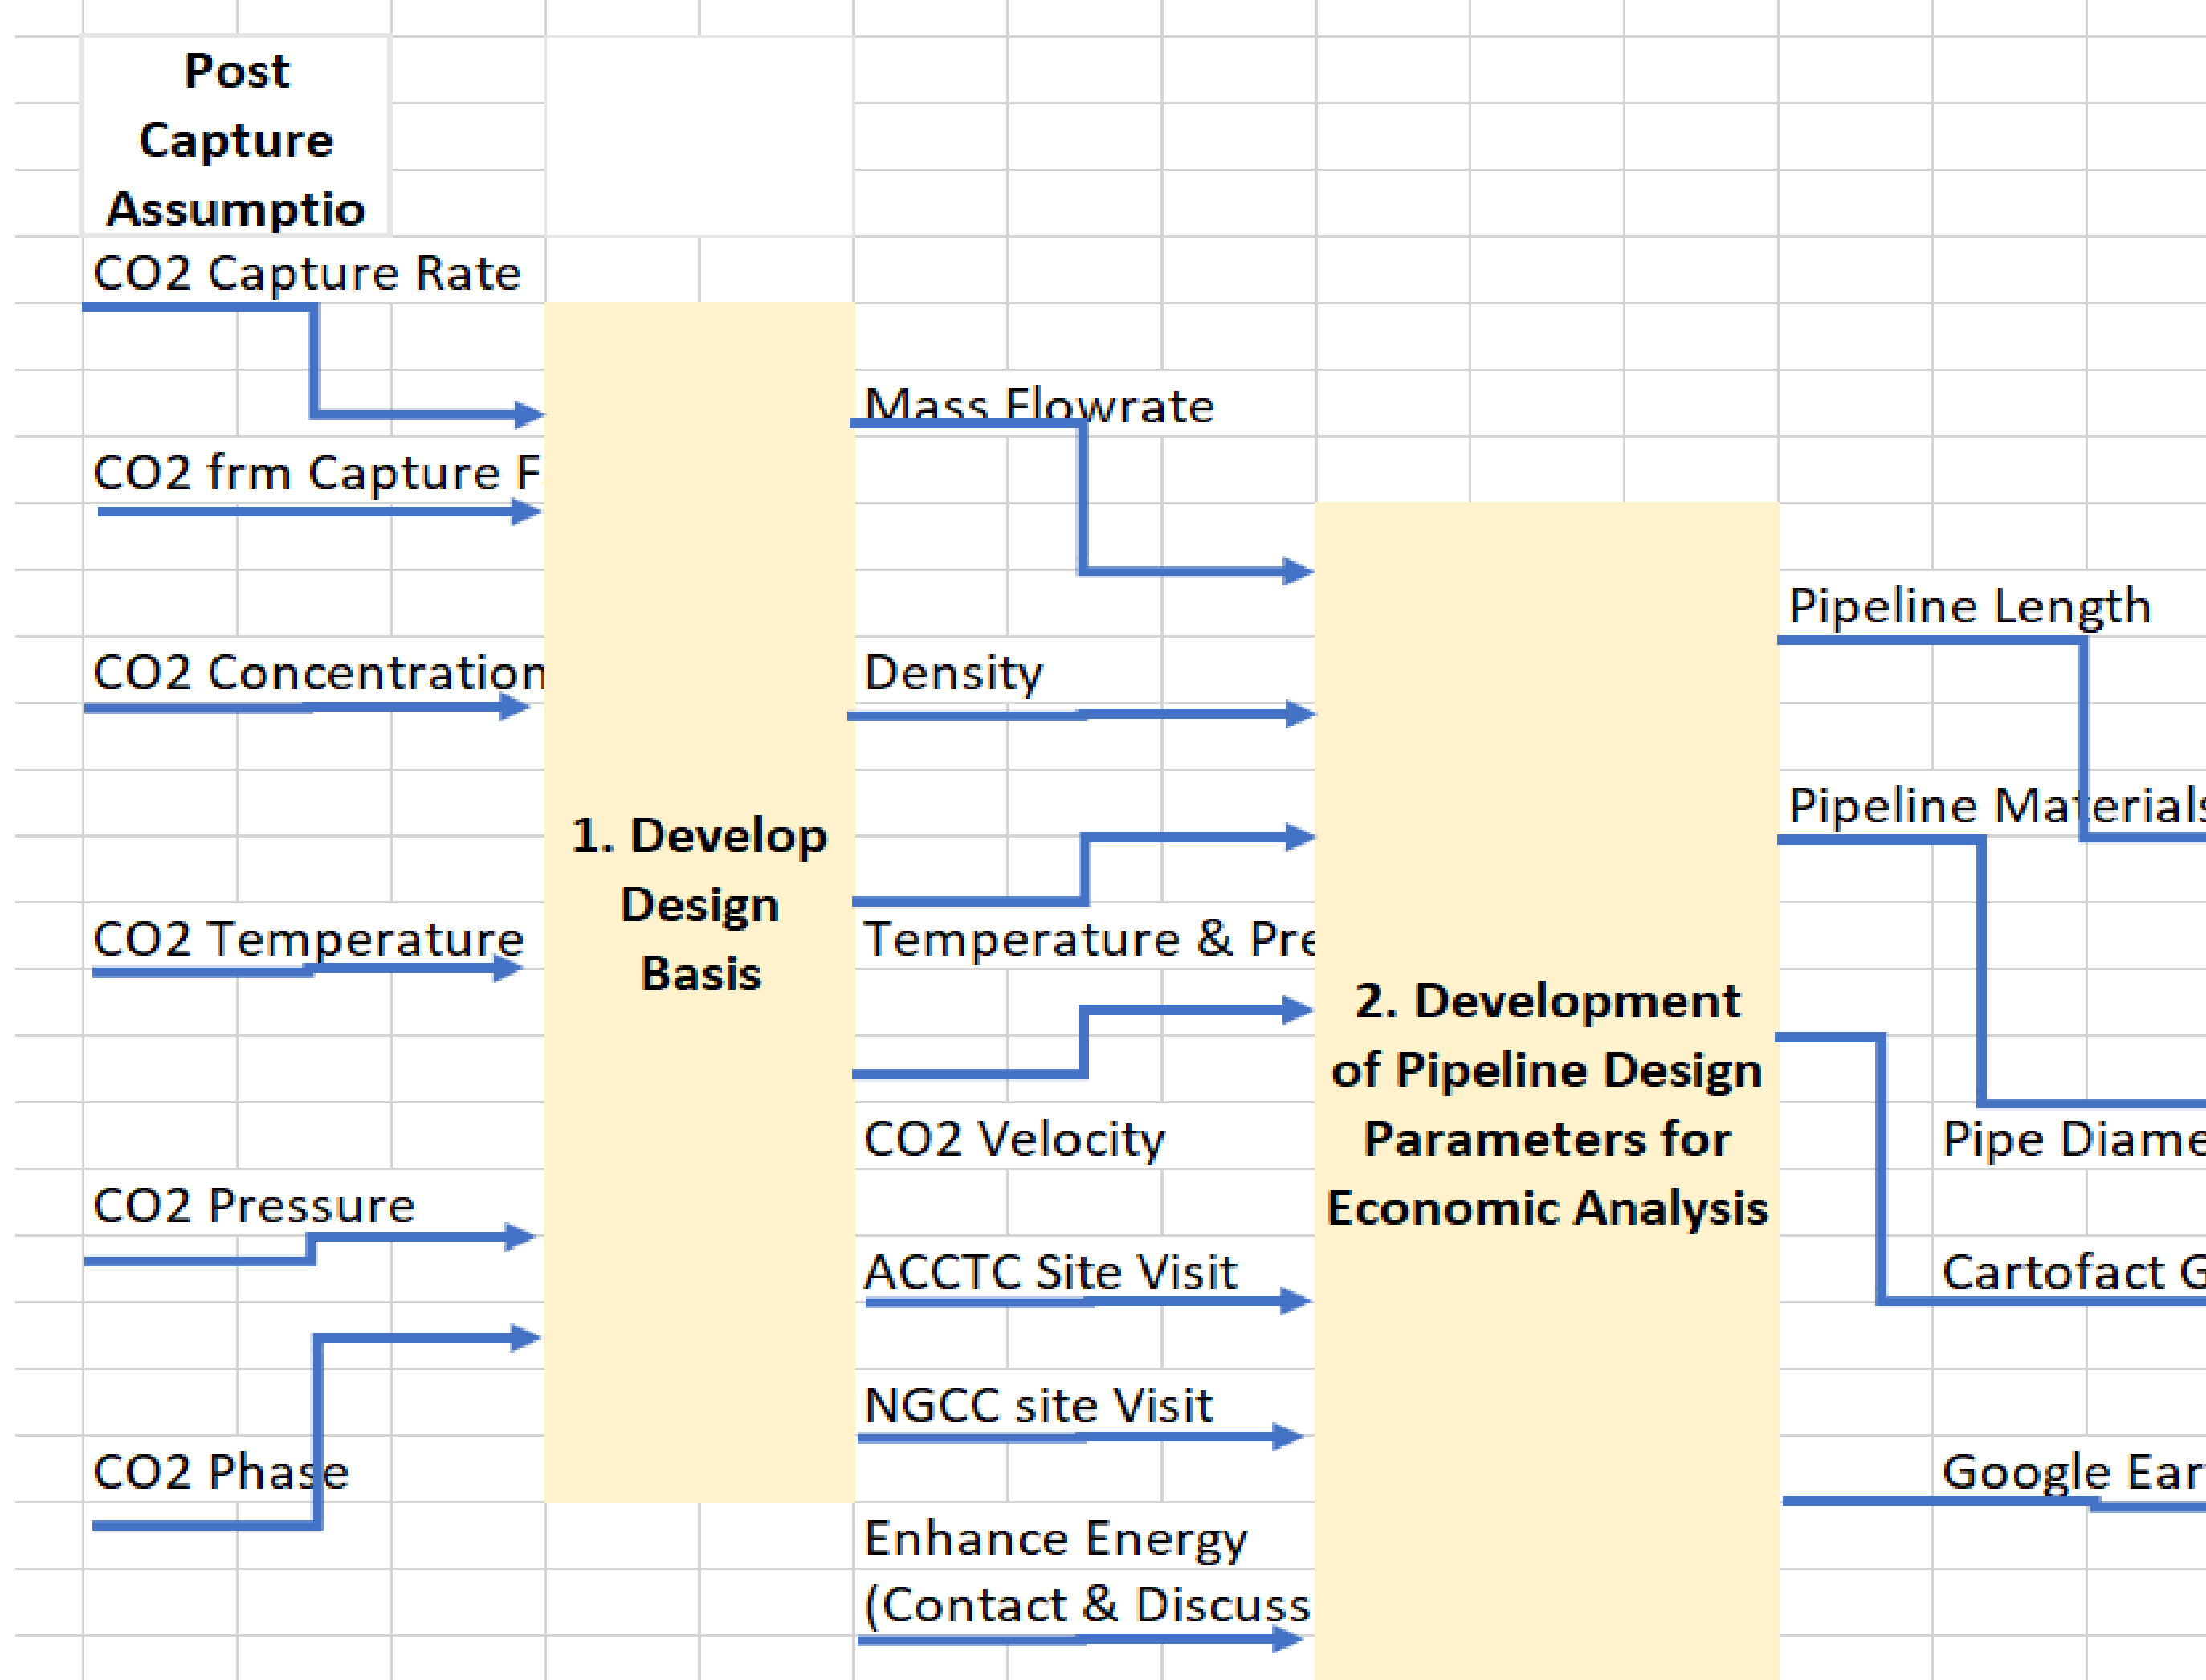 Post
Capture
Assumptio
CO2 Capture Rate
CO2 frm Capture F
CO2 Concentration
CO2 Temperature
CO2 Pressure
CO2 Phase
1. Develop
Design
Basis
Mass Flowrate
Density
Temperature & Pre
CO2 Velocity
ACCTC Site Visit
NGCC site Visit
Enhance Energy
(Contact & Discuss
2. Development
of Pipeline Design
Parameters for
Economic Analysis
Pipeline Length
Pipeline Materials
Pipe Diame
Cartofact G
Google Ear